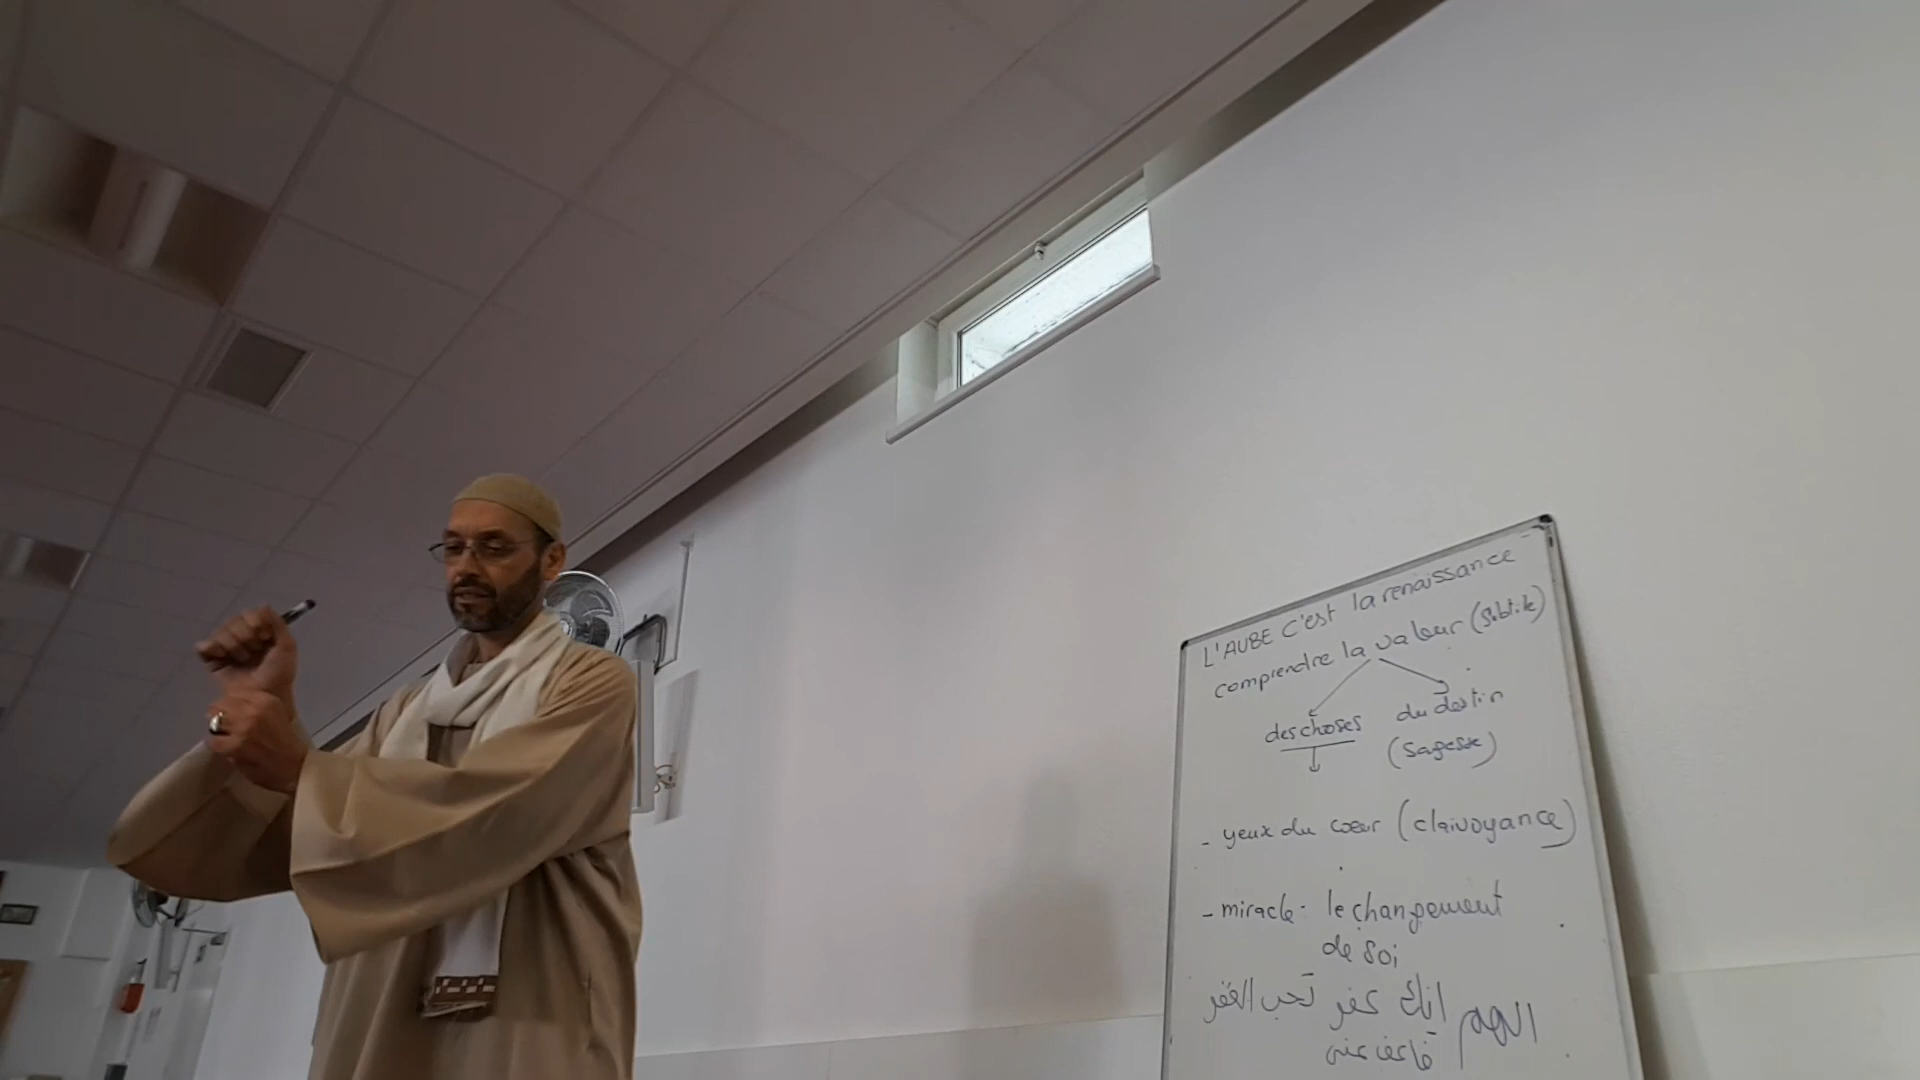 L'AUBE c'est la renaissance
comprendre la valeur (subtile)
des choses du destin
(sagesse)
- yeux du coeur (clairvoyance)
- miracle : le changement
de soi
اللهم إنك عفو تحب العفو
فاعف عني